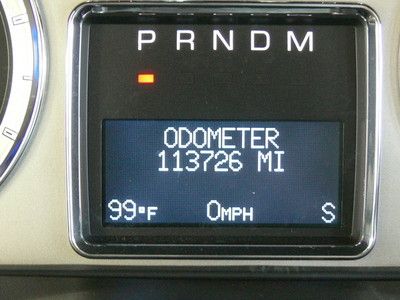 P R N D M
ODOMETER
113726 MI
99°F 0MPH S